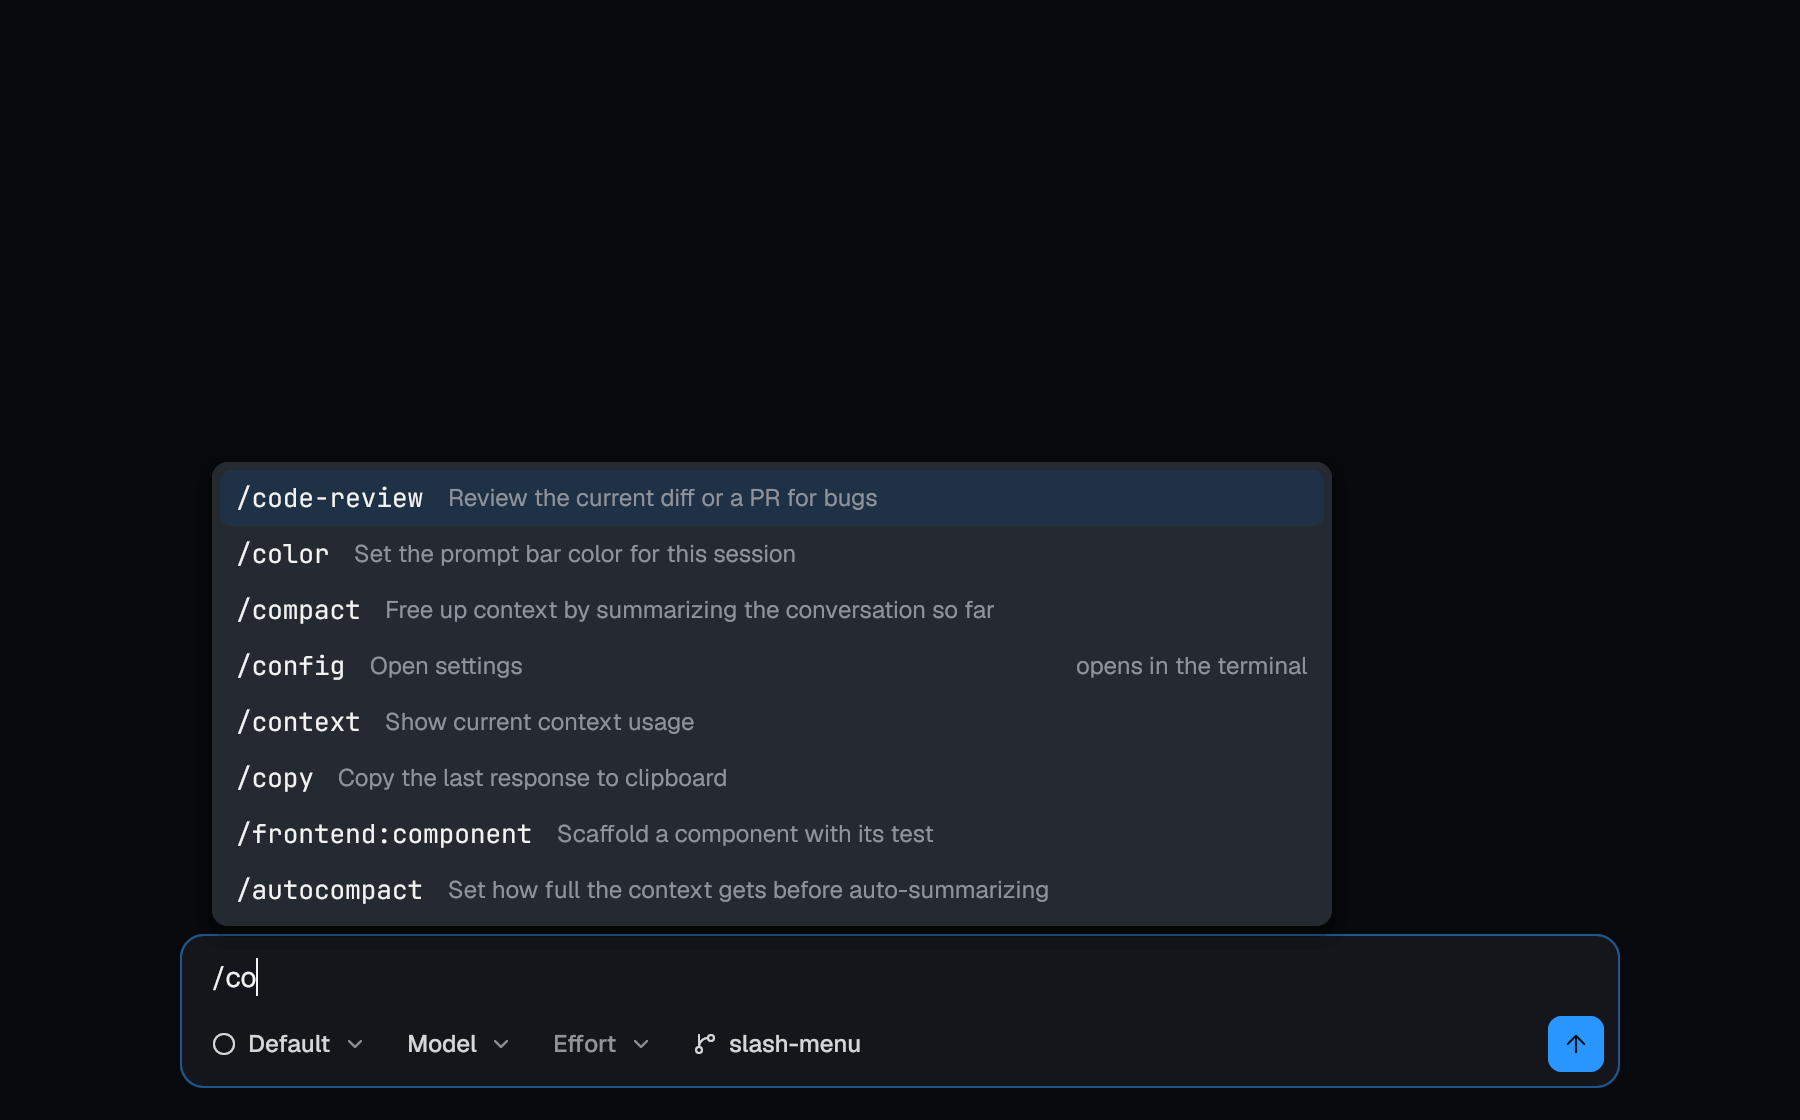 /code-review Review the current diff or a PR for bugs
/color Set the prompt bar color for this session
/compact Free up context by summarizing the conversation so far
/config Open settings opens in the terminal
/context Show current context usage
/copy Copy the last response to clipboard
/frontend:component Scaffold a component with its test
/autocompact Set how full the context gets before auto-summarizing
/co
Default Model Effort slash-menu